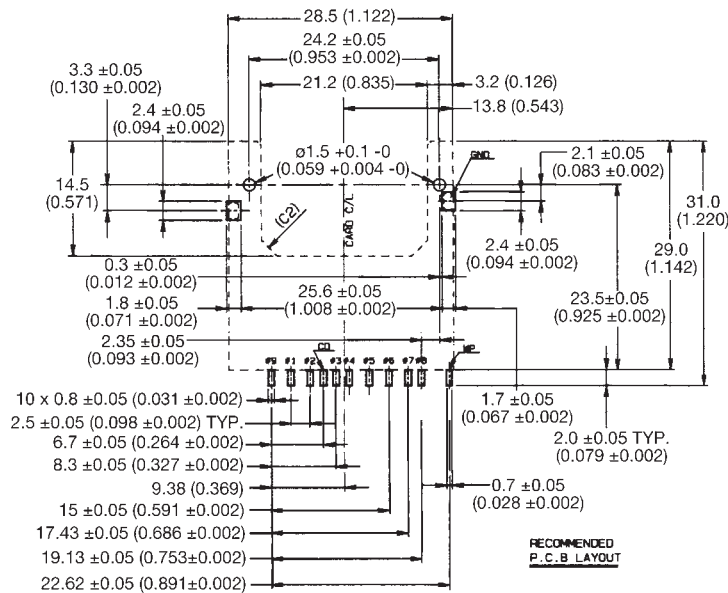 28.5 (1.122)
24.2 ±0.05
(0.953 ±0.002)
3.3 ±0.05
(0.130 ±0.002)
21.2 (0.835)
3.2 (0.126)
2.4 ±0.05
(0.094 ±0.002)
13.8 (0.543)
ø1.5 +0.1 -0
(0.059 +0.004 -0)
GND
2.1 ±0.05
(0.083 ±0.002)
14.5
(0.571)
31.0
(1.220)
(C2)
CARD C/L
2.4 ±0.05
(0.094 ±0.002)
29.0
(1.142)
0.3 ±0.05
(0.012 ±0.002)
25.6 ±0.05
(1.008 ±0.002)
23.5±0.05
(0.925 ±0.002)
1.8 ±0.05
(0.071 ±0.002)
2.35 ±0.05
(0.093 ±0.002)
CD
WP
#9 #1 #2 #3 #4 #5 #6 #7 #8
10 x 0.8 ±0.05 (0.031 ±0.002)
1.7 ±0.05
(0.067 ±0.002)
2.5 ±0.05 (0.098 ±0.002) TYP.
6.7 ±0.05 (0.264 ±0.002)
2.0 ±0.05 TYP.
(0.079 ±0.002)
8.3 ±0.05 (0.327 ±0.002)
9.38 (0.369)
0.7 ±0.05
(0.028 ±0.002)
15 ±0.05 (0.591 ±0.002)
17.43 ±0.05 (0.686 ±0.002)
19.13 ±0.05 (0.753±0.002)
22.62 ±0.05 (0.891±0.002)
RECOMMENDED
P.C.B LAYOUT